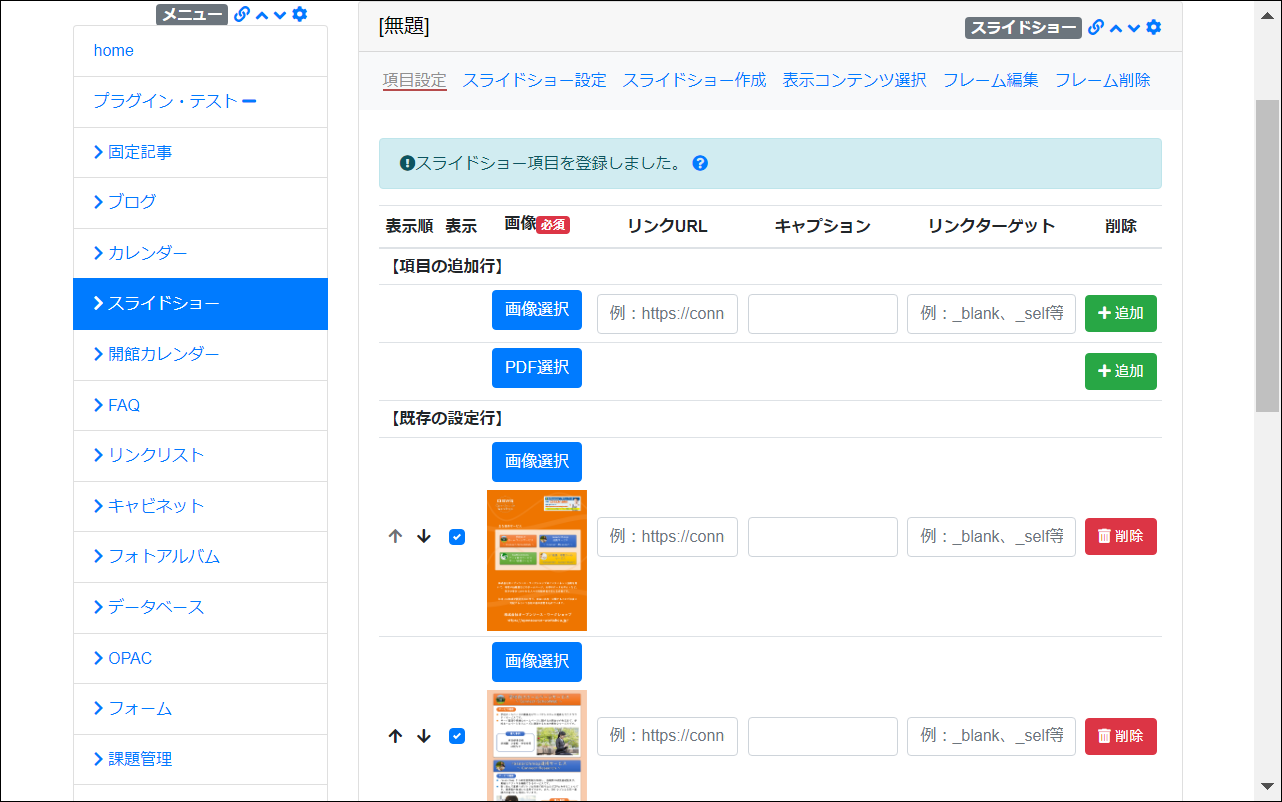 メニュー
home
プラグイン・テスト
固定記事
ブログ
カレンダー
スライドショー
開館カレンダー
FAQ
リンクリスト
キャビネット
フォトアルバム
データベース
OPAC
フォーム
課題管理
[無題]
スライドショー
項目設定 スライドショー設定 スライドショー作成 表示コンテンツ選択 フレーム編集 フレーム削除
スライドショー項目を登録しました。
表示順 表示 画像必須 リンクURL キャプション リンクターゲット 削除
【項目の追加行】
画像選択 例：https://conn 例：_blank、_self等 追加
PDF選択 追加
【既存の設定行】
画像選択
例：https://conn 例：_blank、_self等 削除
画像選択
例：https://conn 例：_blank、_self等 削除